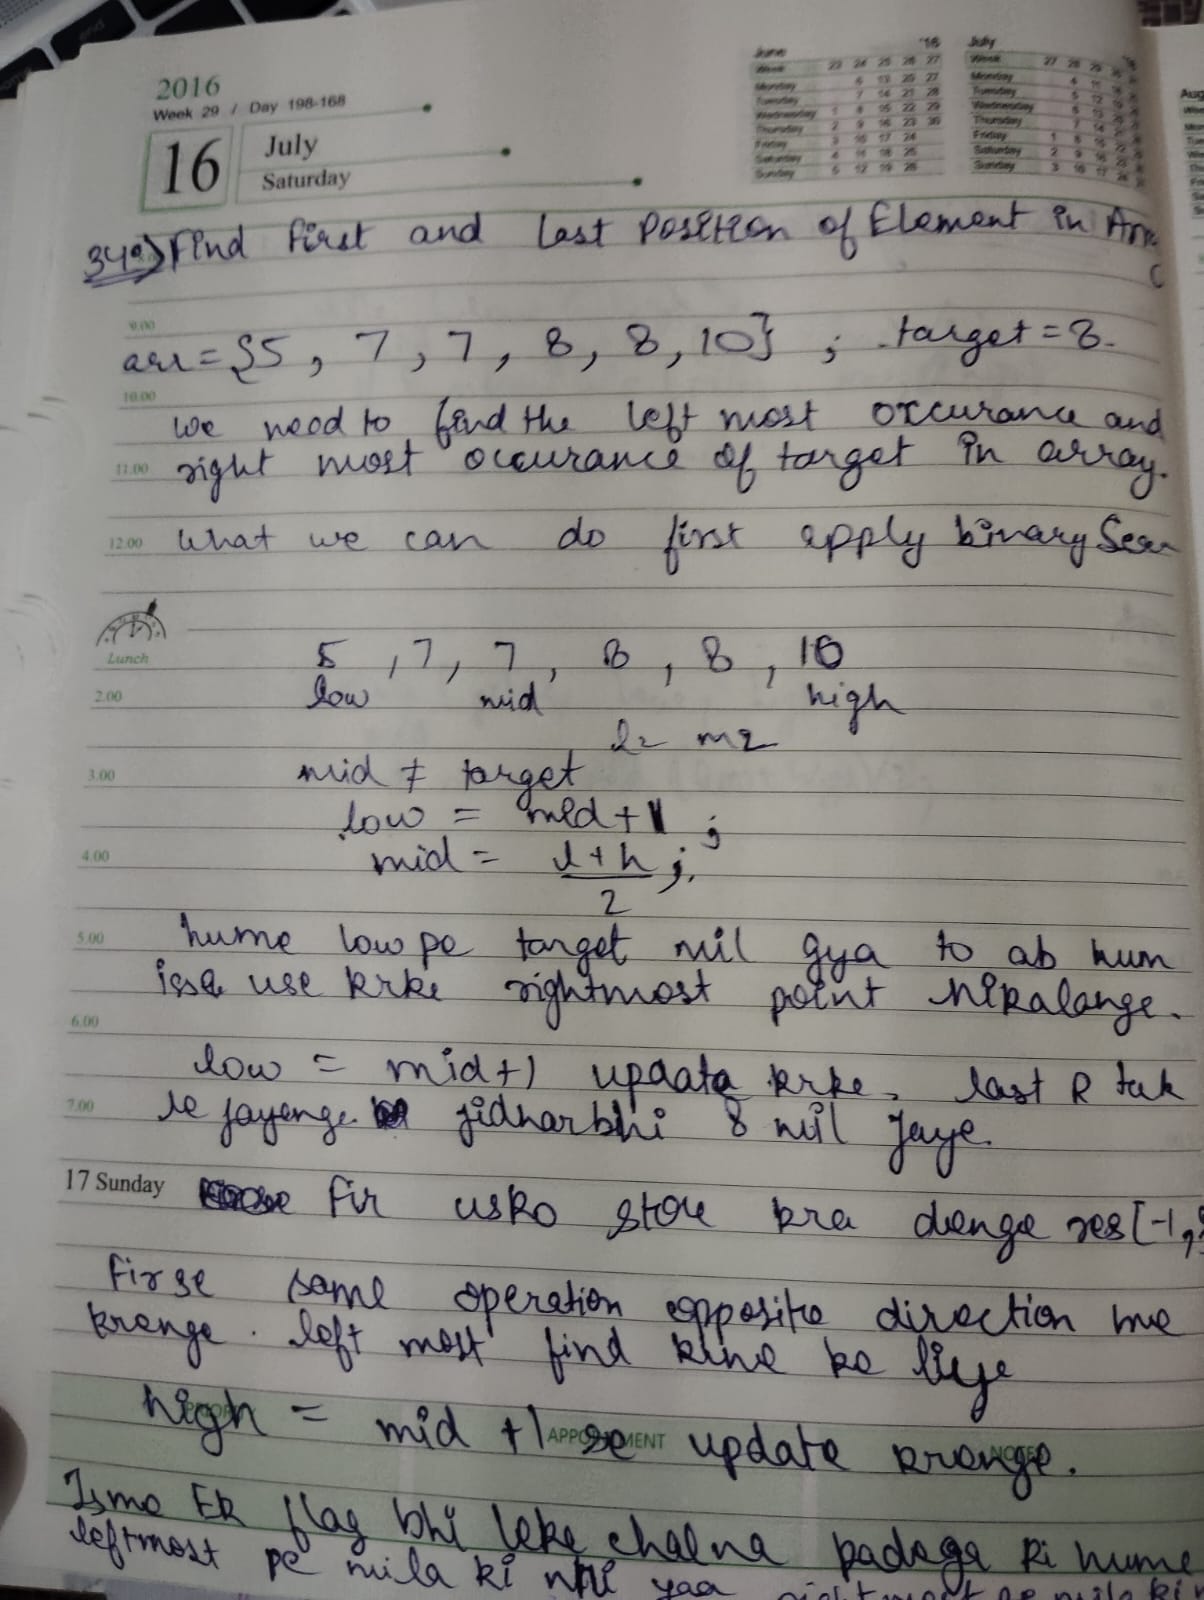 2016
Week 29 / Day 198-168
16 July
Saturday
June '16
July
34) Find first and last position of Element in
9.00
arr = {5, 7, 7, 8, 8, 10} ; target = 8.
10.00
we need to find the left most occurance and
11.00 right most occurance of target in array.
12.00 what we can do first apply binary
Lunch
5 , 7, 7, 8, 8, 10
2.00 low mid high
mid ≠ target
3.00
low = mid + 1 ;
4.00 mid = l + h ;
2
5.00 hume low pe target mil gya to ab hum
isse use krke rightmost point nikalange.
6.00
low = mid+1 update krke. last R tak
7.00 le jayenge jidhar bhi 8 mil jaye.
17 Sunday fir usko store kra denge res[-1,
firse same operation opposite direction me
krenge. left most find krne ke liye
high = mid +1 se update krenge.
APPOINTMENT
Isme Ek flag bhi leke chalna padega ki hume
leftmost pe mila ki nhi yaa rightmost pe mila ki